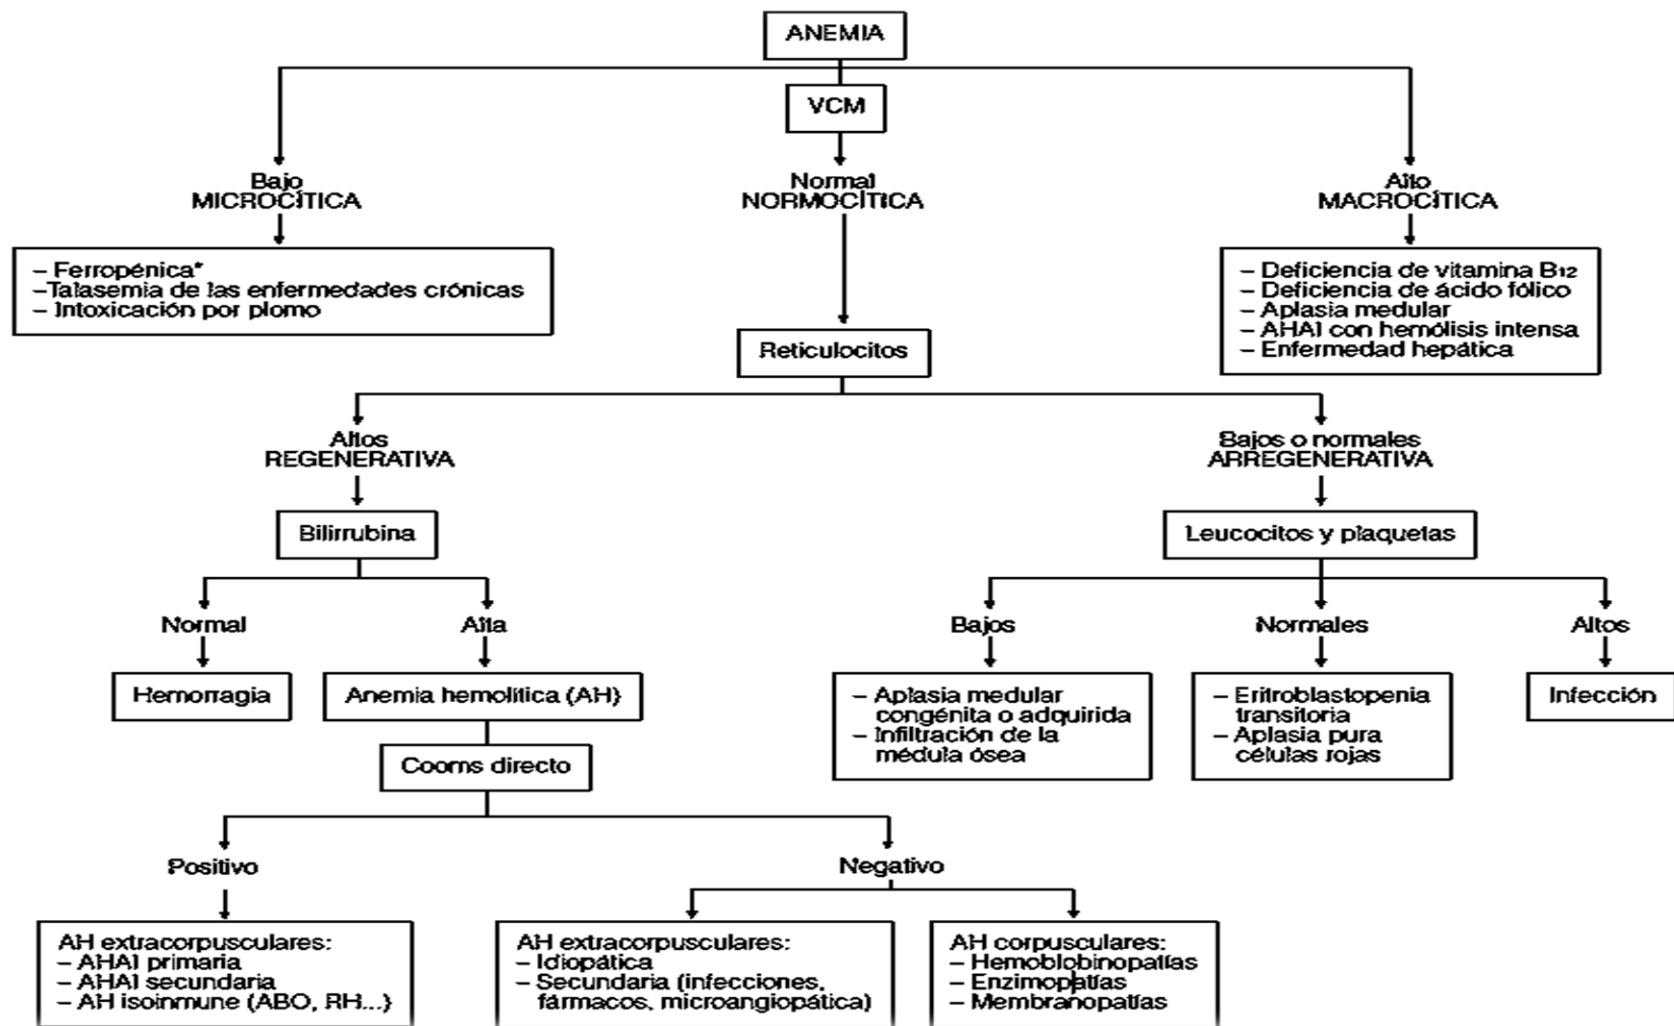 ANEMIA
VCM
Bajo
MICROCÍTICA
Normal
NORMOCÍTICA
Alto
MACROCÍTICA
– Ferropénica*
–Talasemia de las enfermedades crónicas
– Intoxicación por plomo
– Deficiencia de vitamina B12
– Deficiencia de ácido fólico
– Aplasia medular
– AHAI con hemólisis intensa
– Enfermedad hepática
Reticulocitos
Altos
REGENERATIVA
Bajos o normales
ARREGENERATIVA
Bilirrubina
Leucocitos y plaquetas
Normal
Alta
Bajos
Normales
Altos
Hemorragia
Anemia hemolítica (AH)
– Aplasia medular
congénita o adquirida
– Infiltración de la
médula ósea
– Eritroblastopenia
transitoria
– Aplasia pura
células rojas
Infección
Cooms directo
Positivo
Negativo
AH extracorpusculares:
– AHAI primaria
– AHAI secundaria
– AH isoinmune (ABO, RH...)
AH extracorpusculares:
– Idiopática
– Secundaria (infecciones,
fármacos, microangiopática)
AH corpusculares:
– Hemoblobinopatías
– Enzimopatías
– Membranopatías